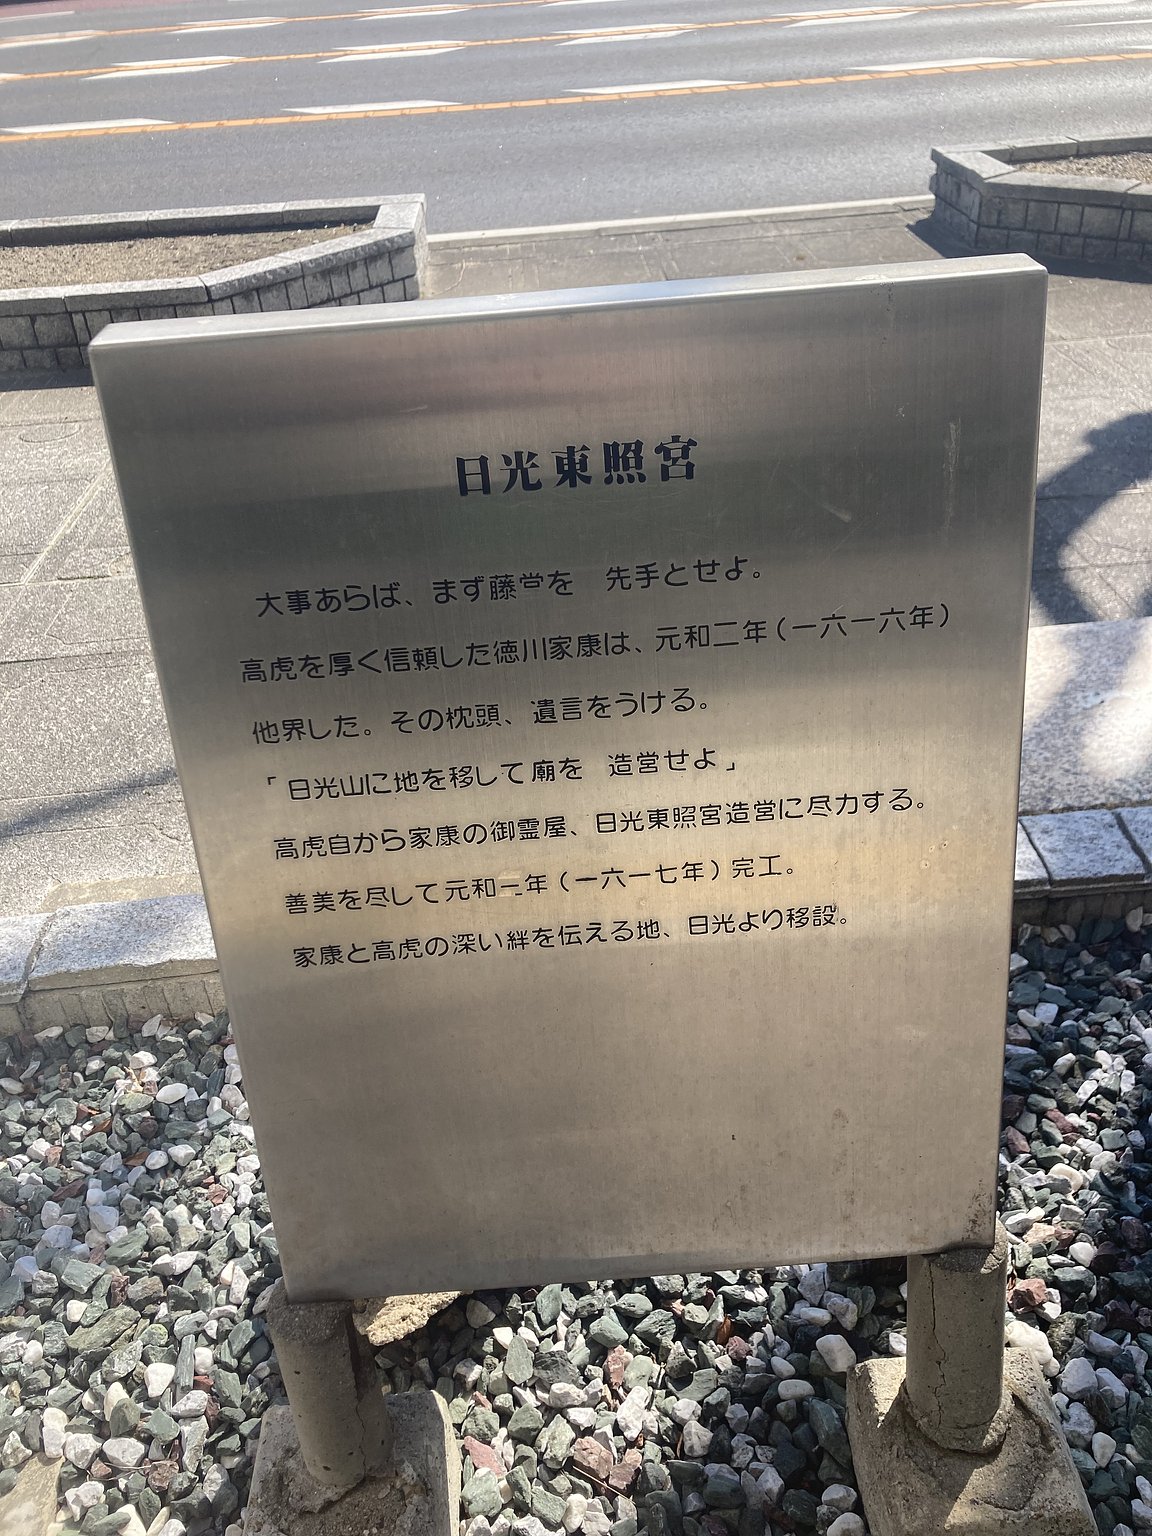 日光東照宮
大事あらば、まず藤堂を 先手とせよ。
高虎を厚く信頼した徳川家康は、元和二年(一六一六年)
他界した。その枕頭、遺言をうける。
「日光山に地を移して廟を 造営せよ」
高虎自から家康の御霊屋、日光東照宮造営に尽力する。
善美を尽して元和三年(一六一七年)完工。
家康と高虎の深い絆を伝える地、日光より移設。